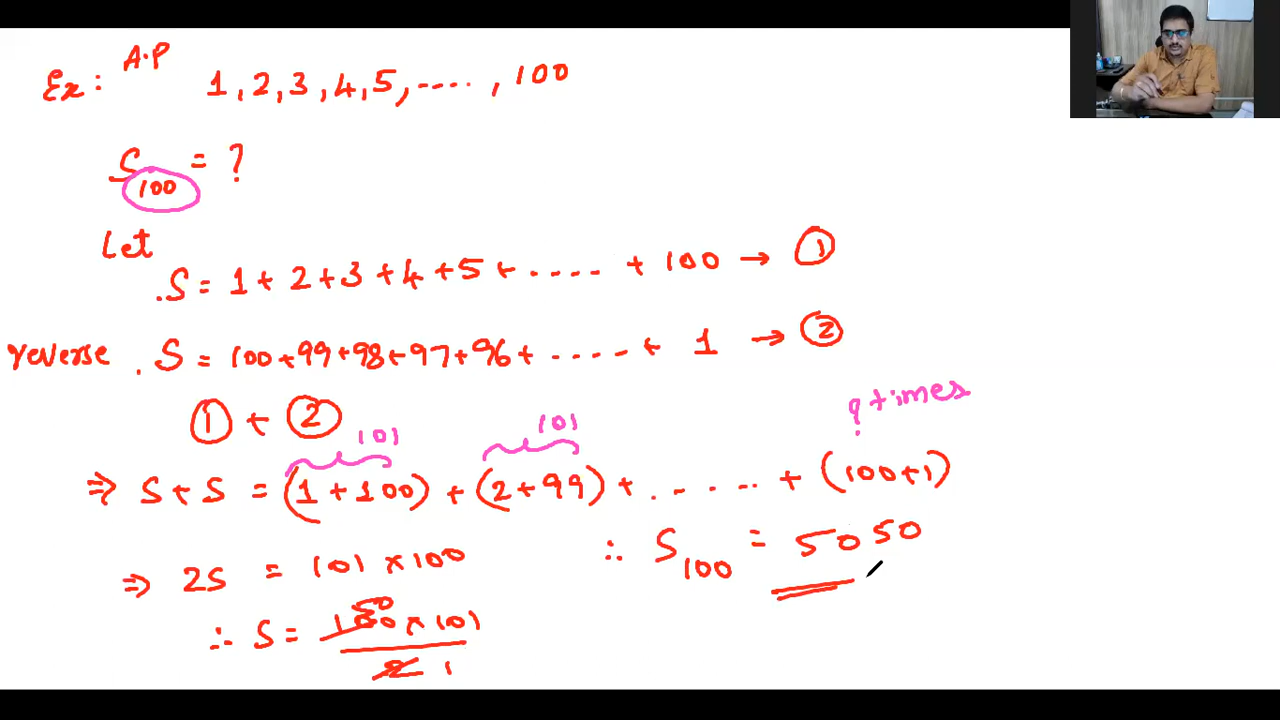 Ex: A.P 1, 2, 3, 4, 5, ....., 100
S100 = ?
Let
S = 1 + 2 + 3 + 4 + 5 + ..... + 100 → ①
reverse S = 100 + 99 + 98 + 97 + 96 + ..... + 1 → ②
① + ②
101 101 ? times
⇒ S + S = (1 + 100) + (2 + 99) + ...... + (100 + 1)
⇒ 2S = 101 × 100
∴ S100 = 5050
50
∴ S = 100 × 101
2 1